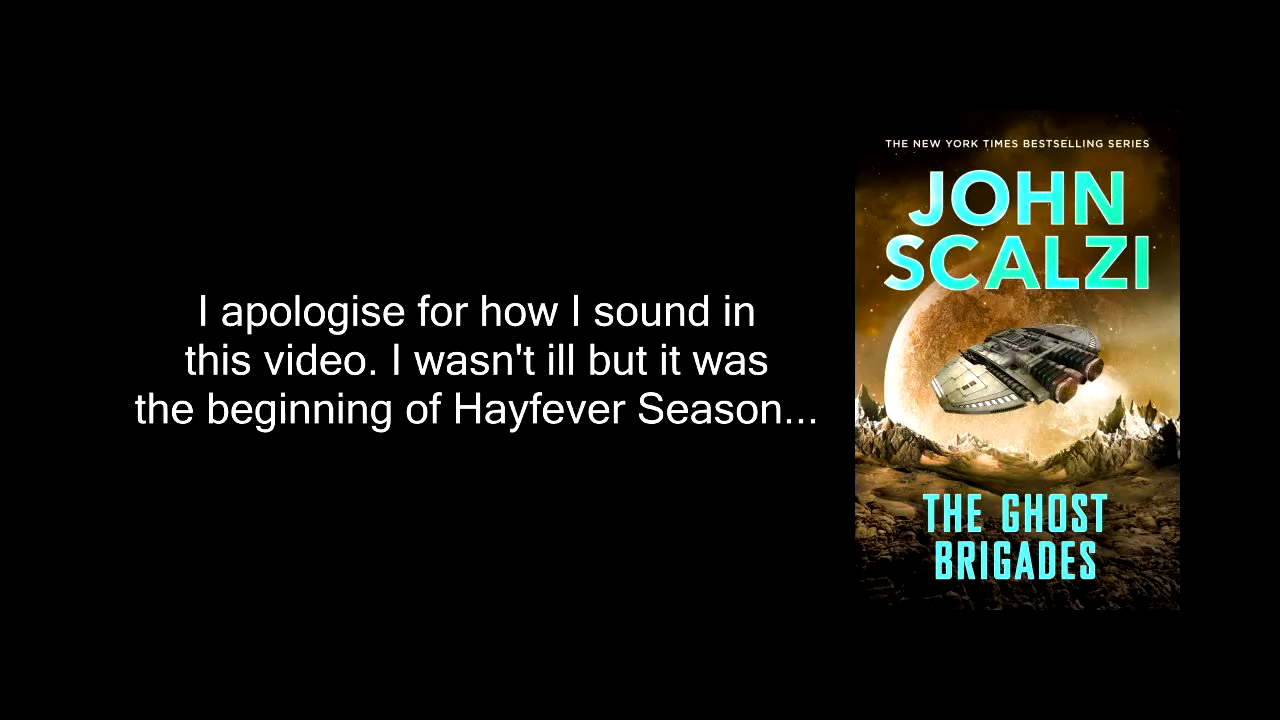 I apologise for how I sound in
this video. I wasn't ill but it was
the beginning of Hayfever Season...
THE NEW YORK TIMES BESTSELLING SERIES
JOHN
SCALZI
THE GHOST
BRIGADES